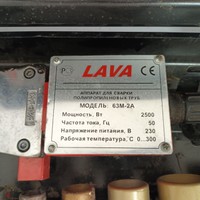 LAVA CE
АППАРАТ ДЛЯ СВАРКИ
ПОЛИПРОПИЛЕНОВЫХ ТРУБ
МОДЕЛЬ: 63М-2А
Мощность, Вт 2500
Частота тока, Гц 50
Напряжение питания, В 230
Рабочая температура, °С 0...300